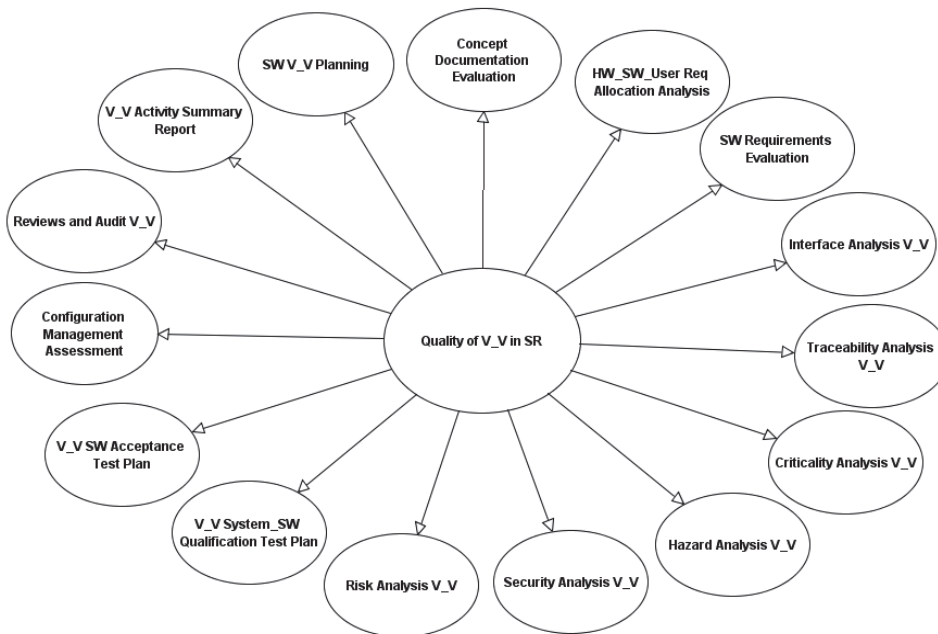 Concept
Documentation
Evaluation
SW V_V Planning
HW_SW_User Req
Allocation Analysis
V_V Activity Summary
Report
SW Requirements
Evaluation
Reviews and Audit V_V
Interface Analysis V_V
Configuration
Management
Assessment
Quality of V_V in SR
Traceability Analysis
V_V
V_V SW Acceptance
Test Plan
Criticality Analysis V_V
V_V System_SW
Qualification Test Plan
Hazard Analysis V_V
Risk Analysis V_V
Security Analysis V_V